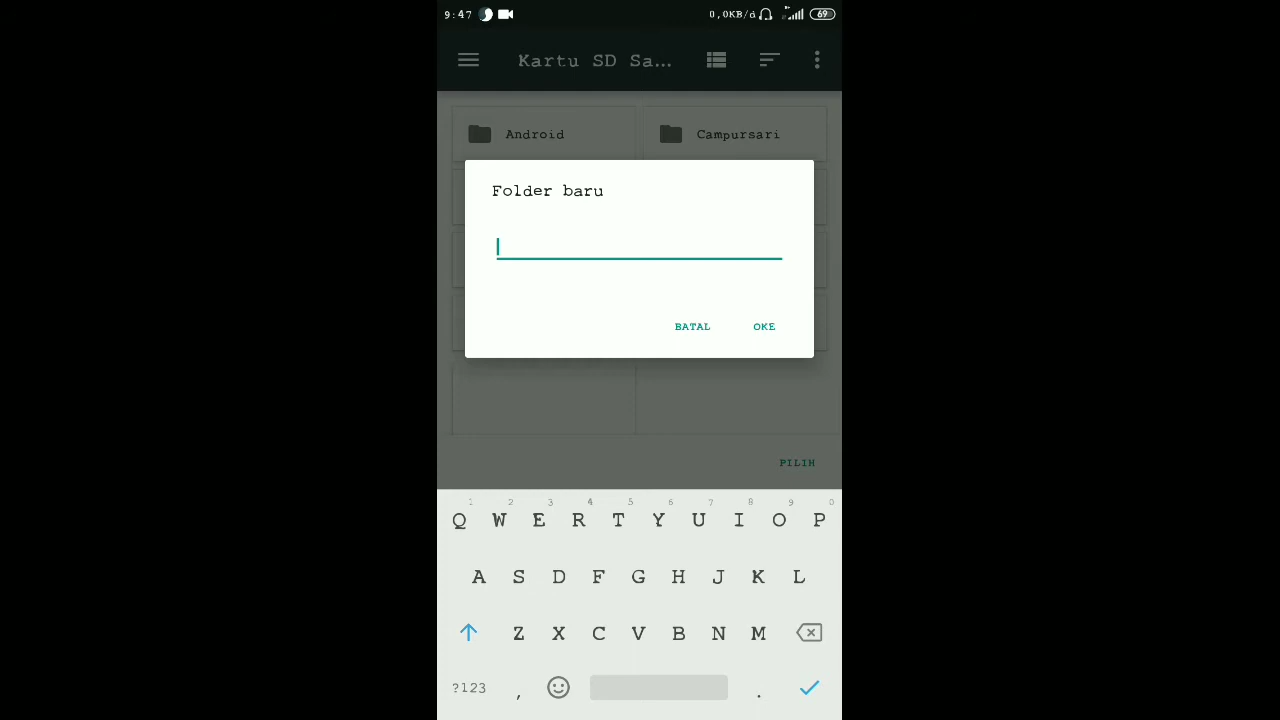 9:47 0,0KB/d 69
Kartu SD Sa...
Android Campursari
Folder baru
BATAL OKE
PILIH
1 2 3 4 5 6 7 8 9 0
Q W E R T Y U I O P
A S D F G H J K L
Z X C V B N M
?123 , .